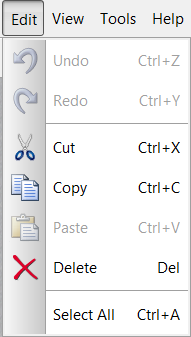 Edit View Tools Help
Undo Ctrl+Z
Redo Ctrl+Y
Cut Ctrl+X
Copy Ctrl+C
Paste Ctrl+V
Delete Del
Select All Ctrl+A